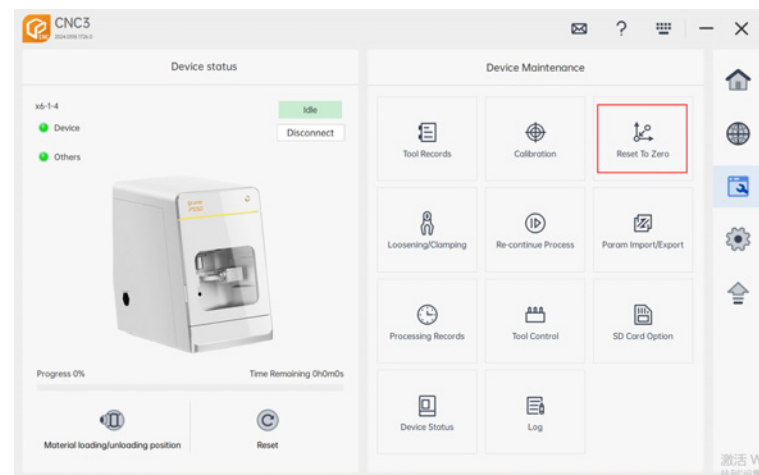 CNC3
Device status
Device Maintenance
x6-1-4
Idle
Device
Disconnect
Others
Tool Records
Calibration
Reset To Zero
Loosening/Clamping
Re-continue Process
Param Import/Export
Processing Records
Tool Control
SD Card Option
Progress 0%
Time Remaining 0h0m0s
Device Status
Log
Material loading/unloading position
Reset
激活 W